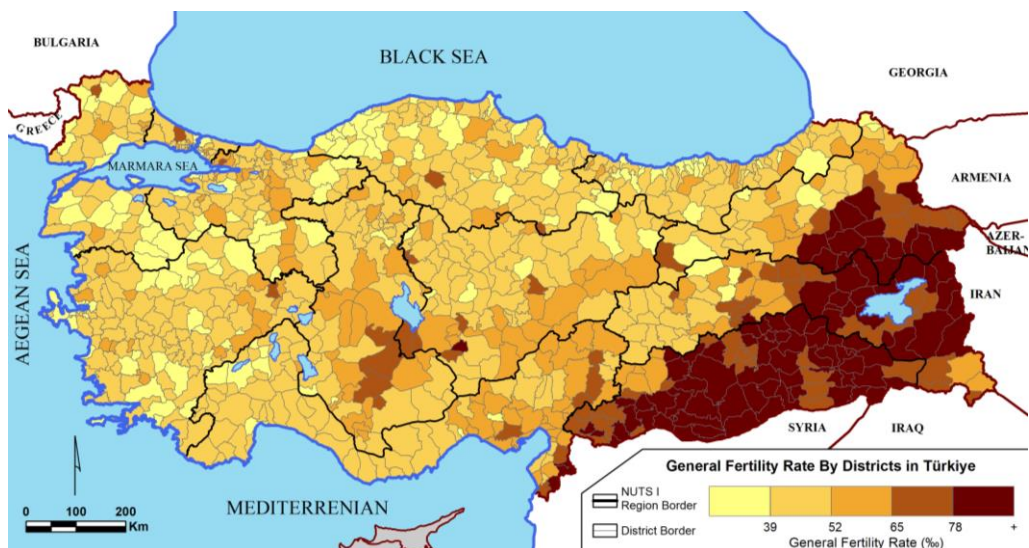 BULGARIA
BLACK SEA
GEORGIA
GREECE
MARMARA SEA
ARMENIA
AZER-
BAIJAN
AEGEAN SEA
IRAN
SYRIA
IRAQ
MEDITERRENIAN
0
100
200
Km
General Fertility Rate By Districts in Türkiye
NUTS I
Region Border
District Border
39
52
65
78
+
General Fertility Rate (‰)